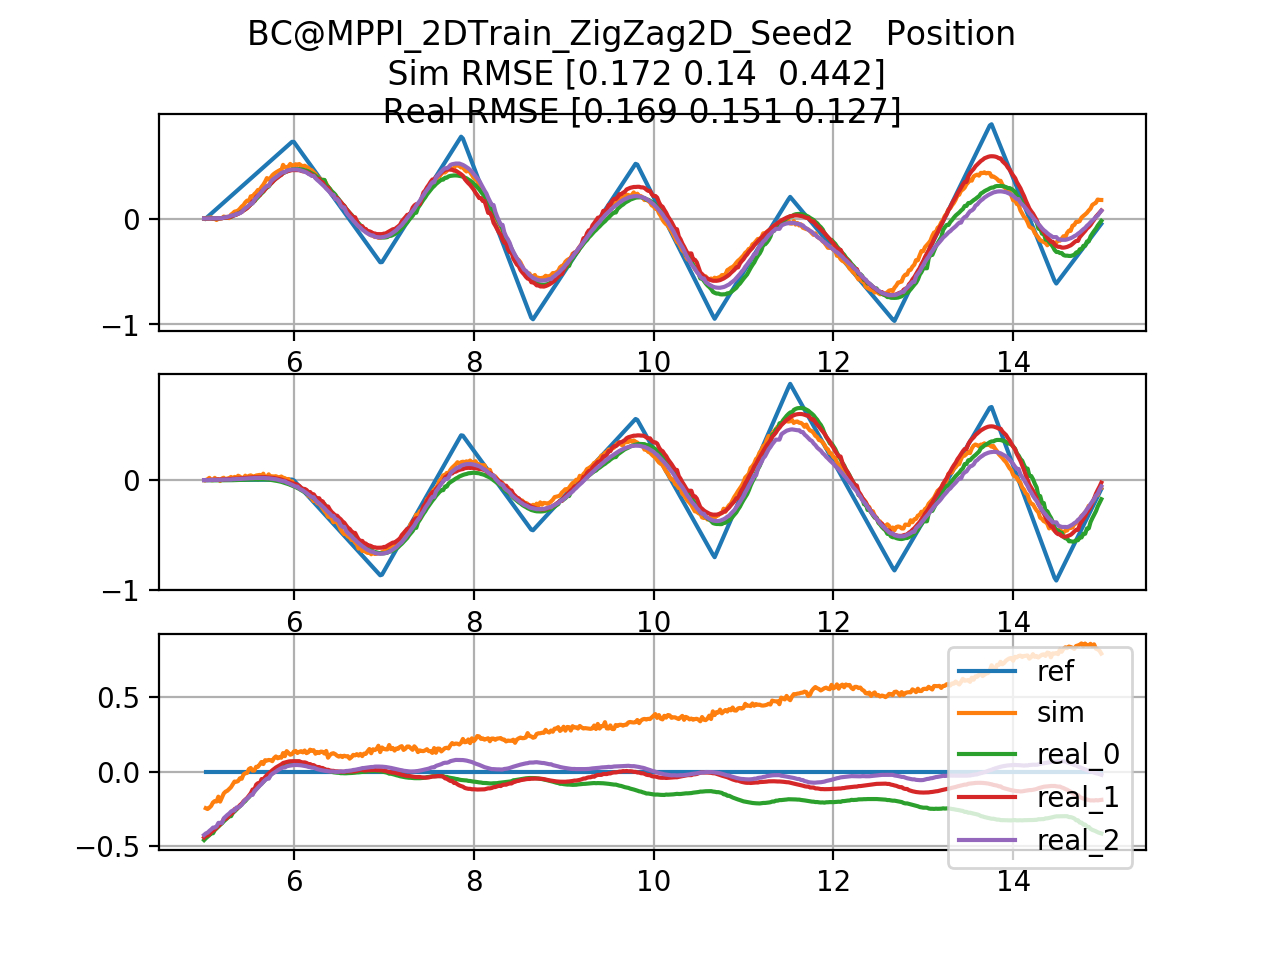 BC@MPPI_2DTrain_ZigZag2D_Seed2 Position
Sim RMSE [0.172 0.14 0.442]
Real RMSE [0.169 0.151 0.127]
0
−1
6 8 10 12 14
0
−1
6 8 10 12 14
0.5
0.0
−0.5
6 8 10 12 14
ref
sim
real_0
real_1
real_2